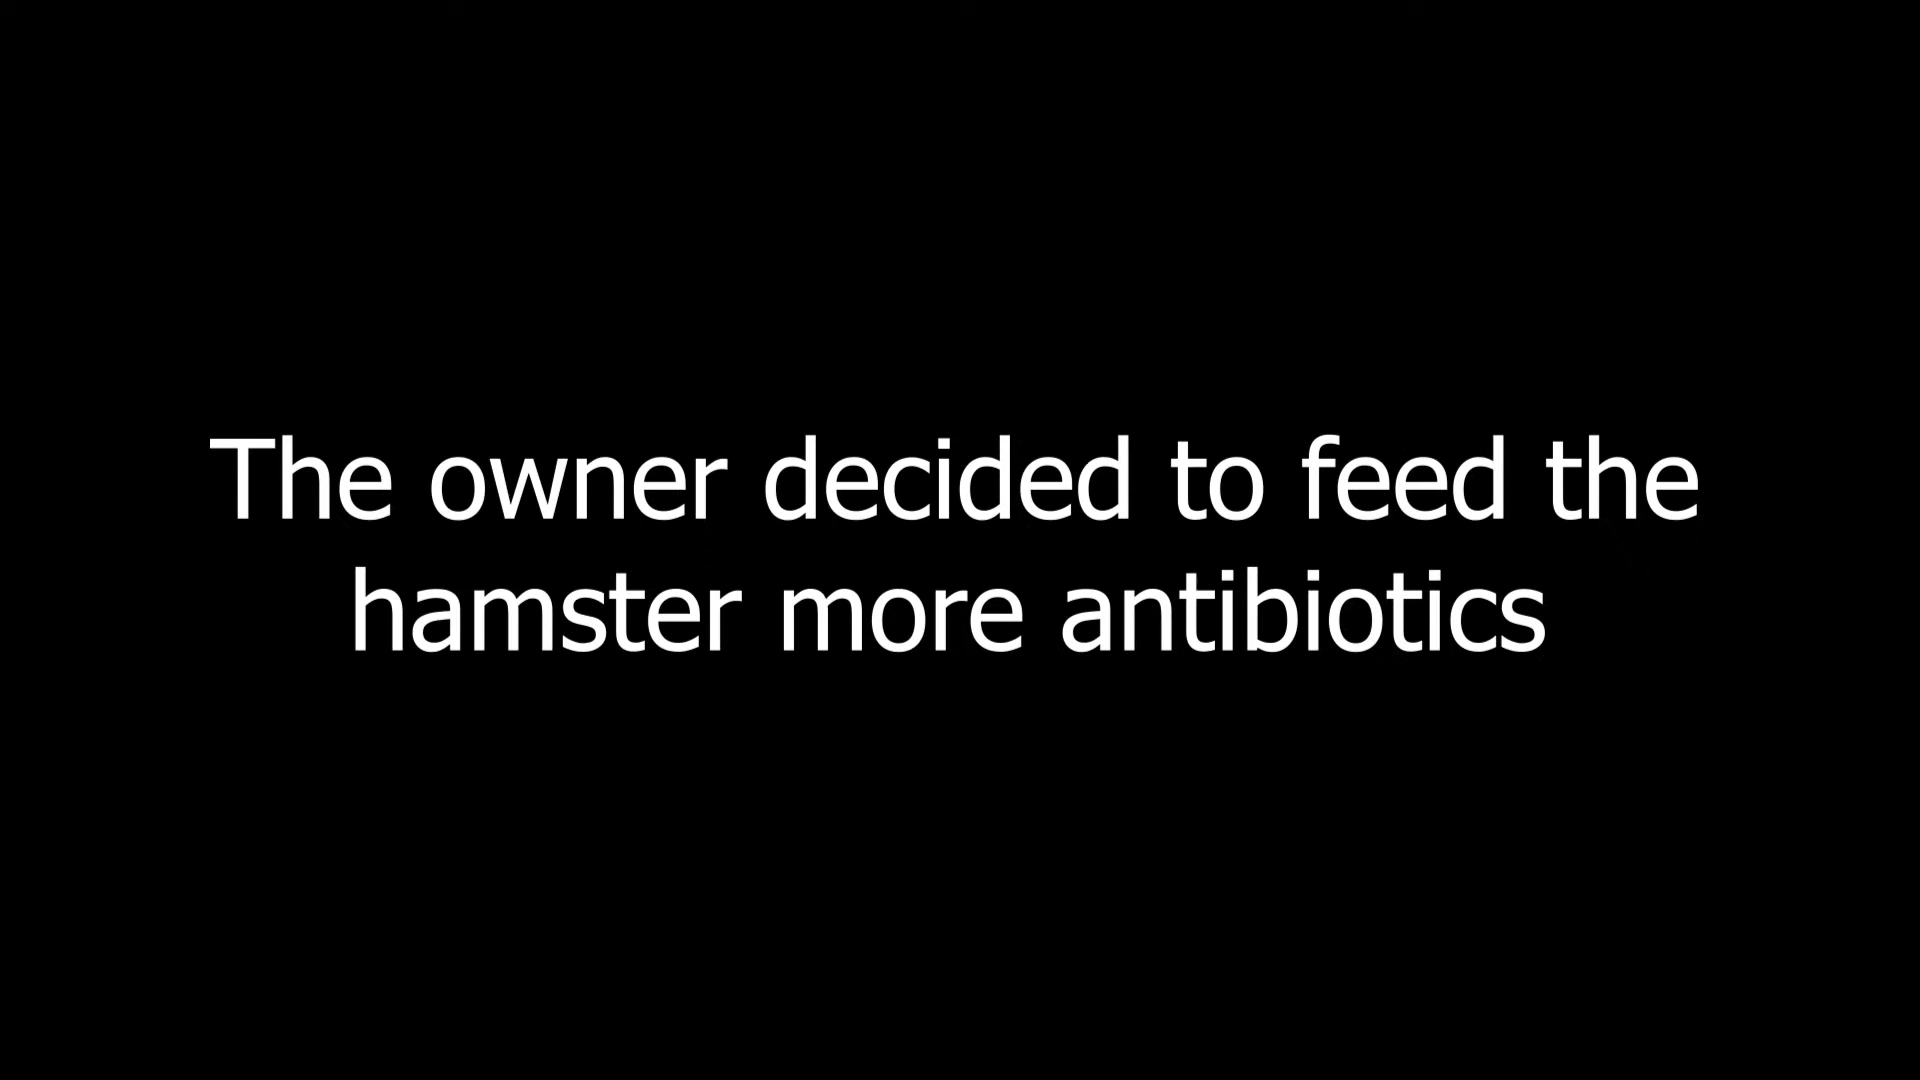 The owner decided to feed the
hamster more antibiotics